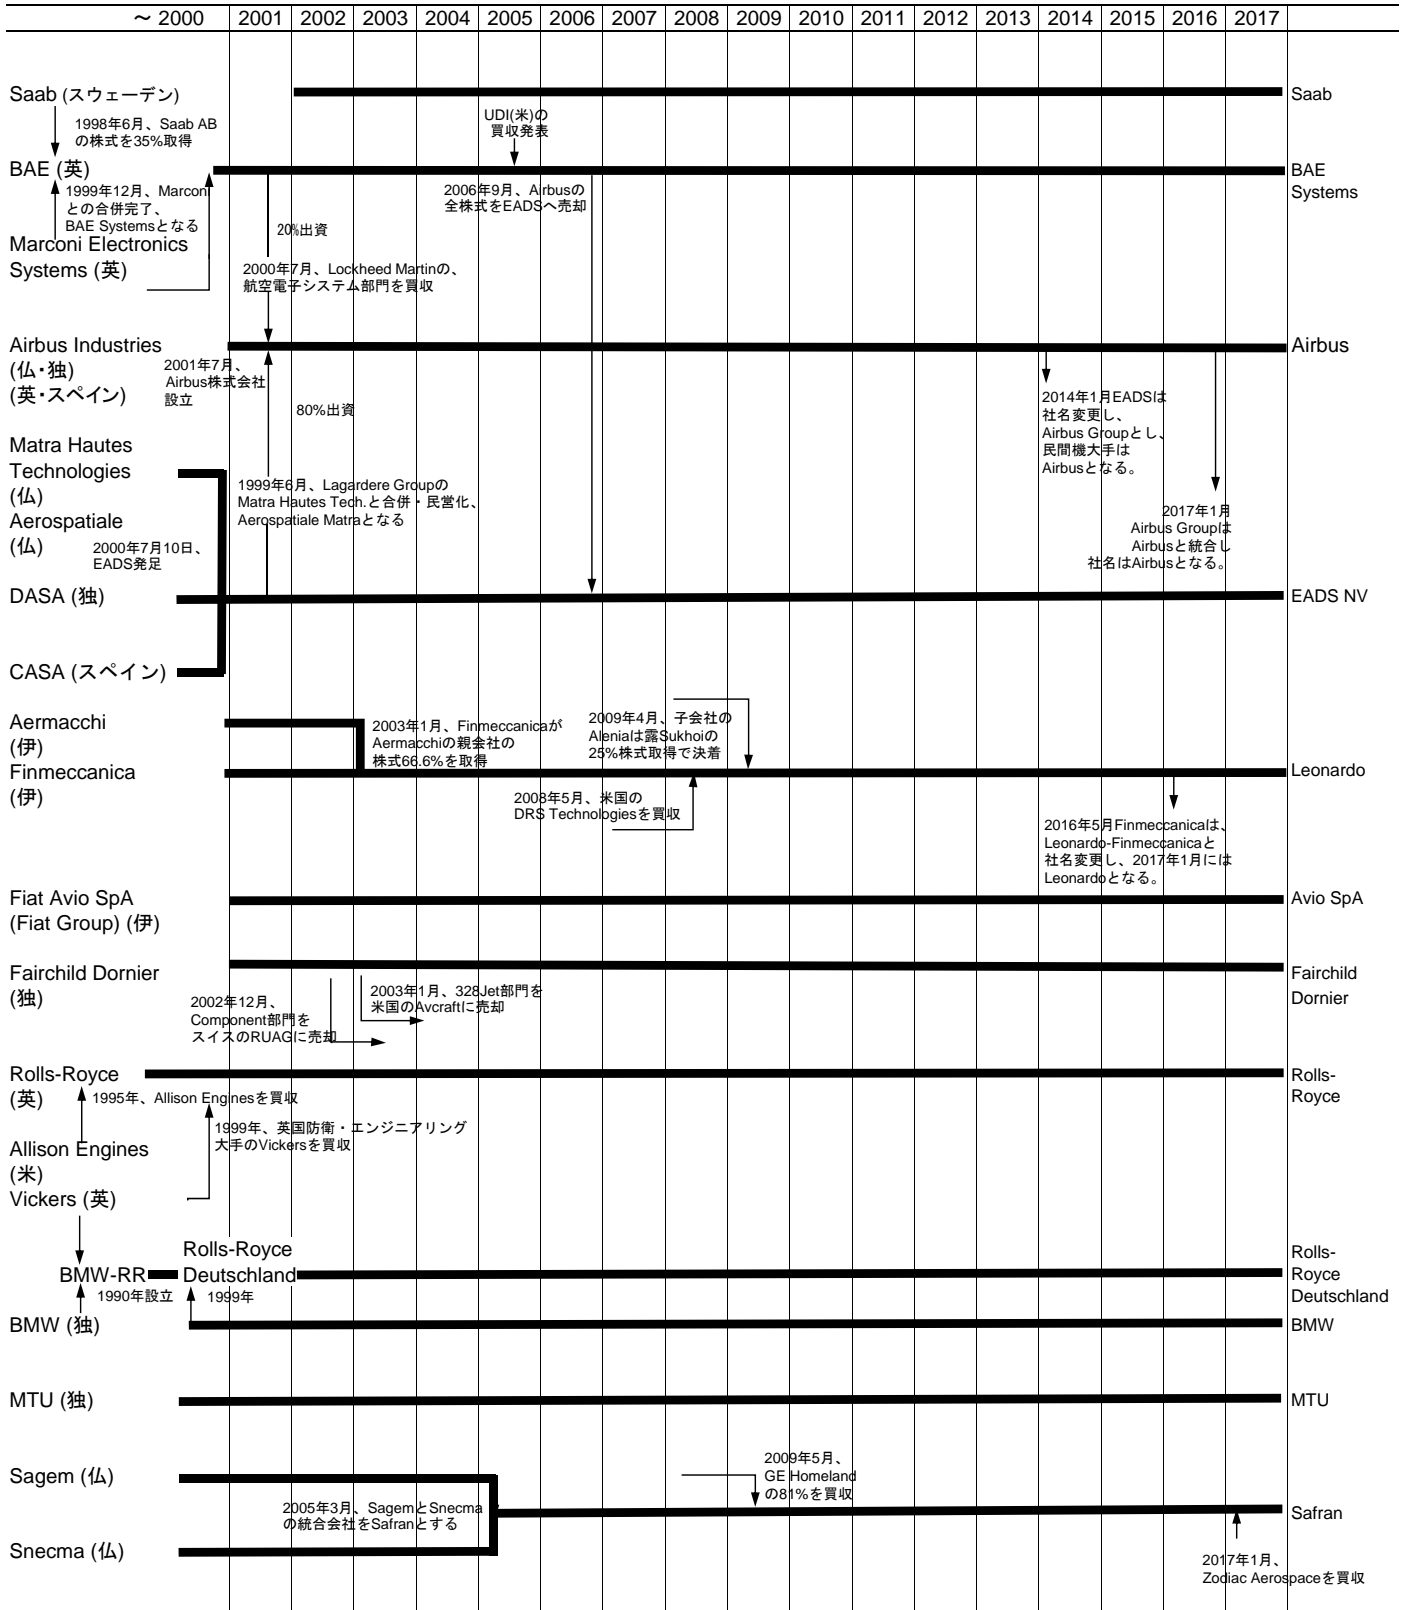 ～ 2000 2001 2002 2003 2004 2005 2006 2007 2008 2009 2010 2011 2012 2013 2014 2015 2016 2017
Saab (スウェーデン)
Saab
1998年6月、Saab AB
の株式を35%取得
UDI(米)の
買収発表
BAE (英)
BAE
Systems
1999年12月、Marconi
との合併完了、
BAE Systemsとなる
2006年9月、Airbusの
全株式をEADSへ売却
20%出資
Marconi Electronics
Systems (英)
2000年7月、Lockheed Martinの、
航空電子システム部門を買収
Airbus Industries
(仏・独)
(英・スペイン)
Airbus
2001年7月、
Airbus株式会社
設立
80%出資
2014年1月EADSは
社名変更し、
Airbus Groupとし、
民間機大手は
Airbusとなる。
Matra Hautes
Technologies
(仏)
1999年6月、Lagardere Groupの
Matra Hautes Tech.と合併・民営化、
Aerospatiale Matraとなる
2017年1月
Airbus Groupは
Airbusと統合し
社名はAirbusとなる。
Aerospatiale
(仏)
2000年7月10日、
EADS発足
DASA (独)
EADS NV
CASA (スペイン)
Aermacchi
(伊)
2003年1月、Finmeccanicaが
Aermacchiの親会社の
株式66.6%を取得
2009年4月、子会社の
Aleniaは露Sukhoiの
25%株式取得で決着
Finmeccanica
(伊)
Leonardo
2008年5月、米国の
DRS Technologiesを買収
2016年5月Finmeccanicaは、
Leonardo-Finmeccanicaと
社名変更し、2017年1月には
Leonardoとなる。
Fiat Avio SpA
(Fiat Group) (伊)
Avio SpA
Fairchild Dornier
(独)
Fairchild
Dornier
2002年12月、
Component部門を
スイスのRUAGに売却
2003年1月、328Jet部門を
米国のAvcraftに売却
Rolls-Royce
(英)
Rolls-
Royce
1995年、Allison Enginesを買収
1999年、英国防衛・エンジニアリング
大手のVickersを買収
Allison Engines
(米)
Vickers (英)
BMW-RR
Rolls-Royce
Deutschland
Rolls-
Royce
Deutschland
1990年設立
1999年
BMW (独)
BMW
MTU (独)
MTU
Sagem (仏)
2009年5月、
GE Homeland
の81%を買収
2005年3月、SagemとSnecma
の統合会社をSafranとする
Safran
Snecma (仏)
2017年1月、
Zodiac Aerospaceを買収